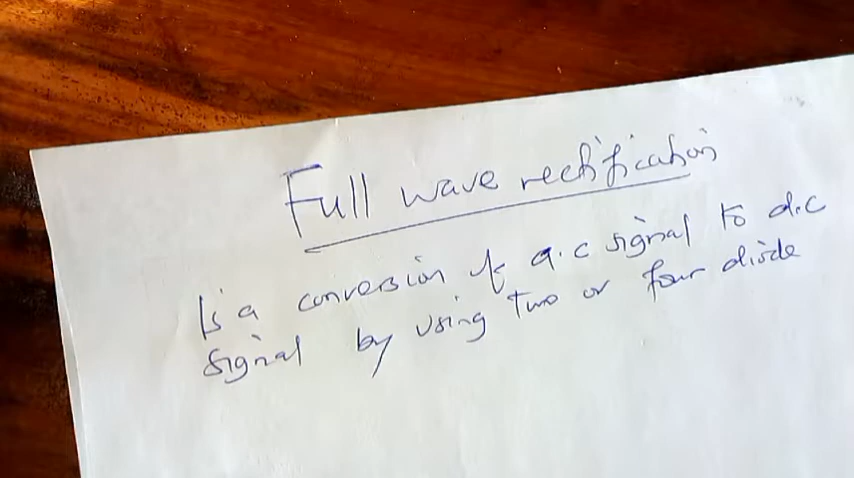 Full wave rectification
Is a conversion of a.c signal to d.c
signal by using two or four diode